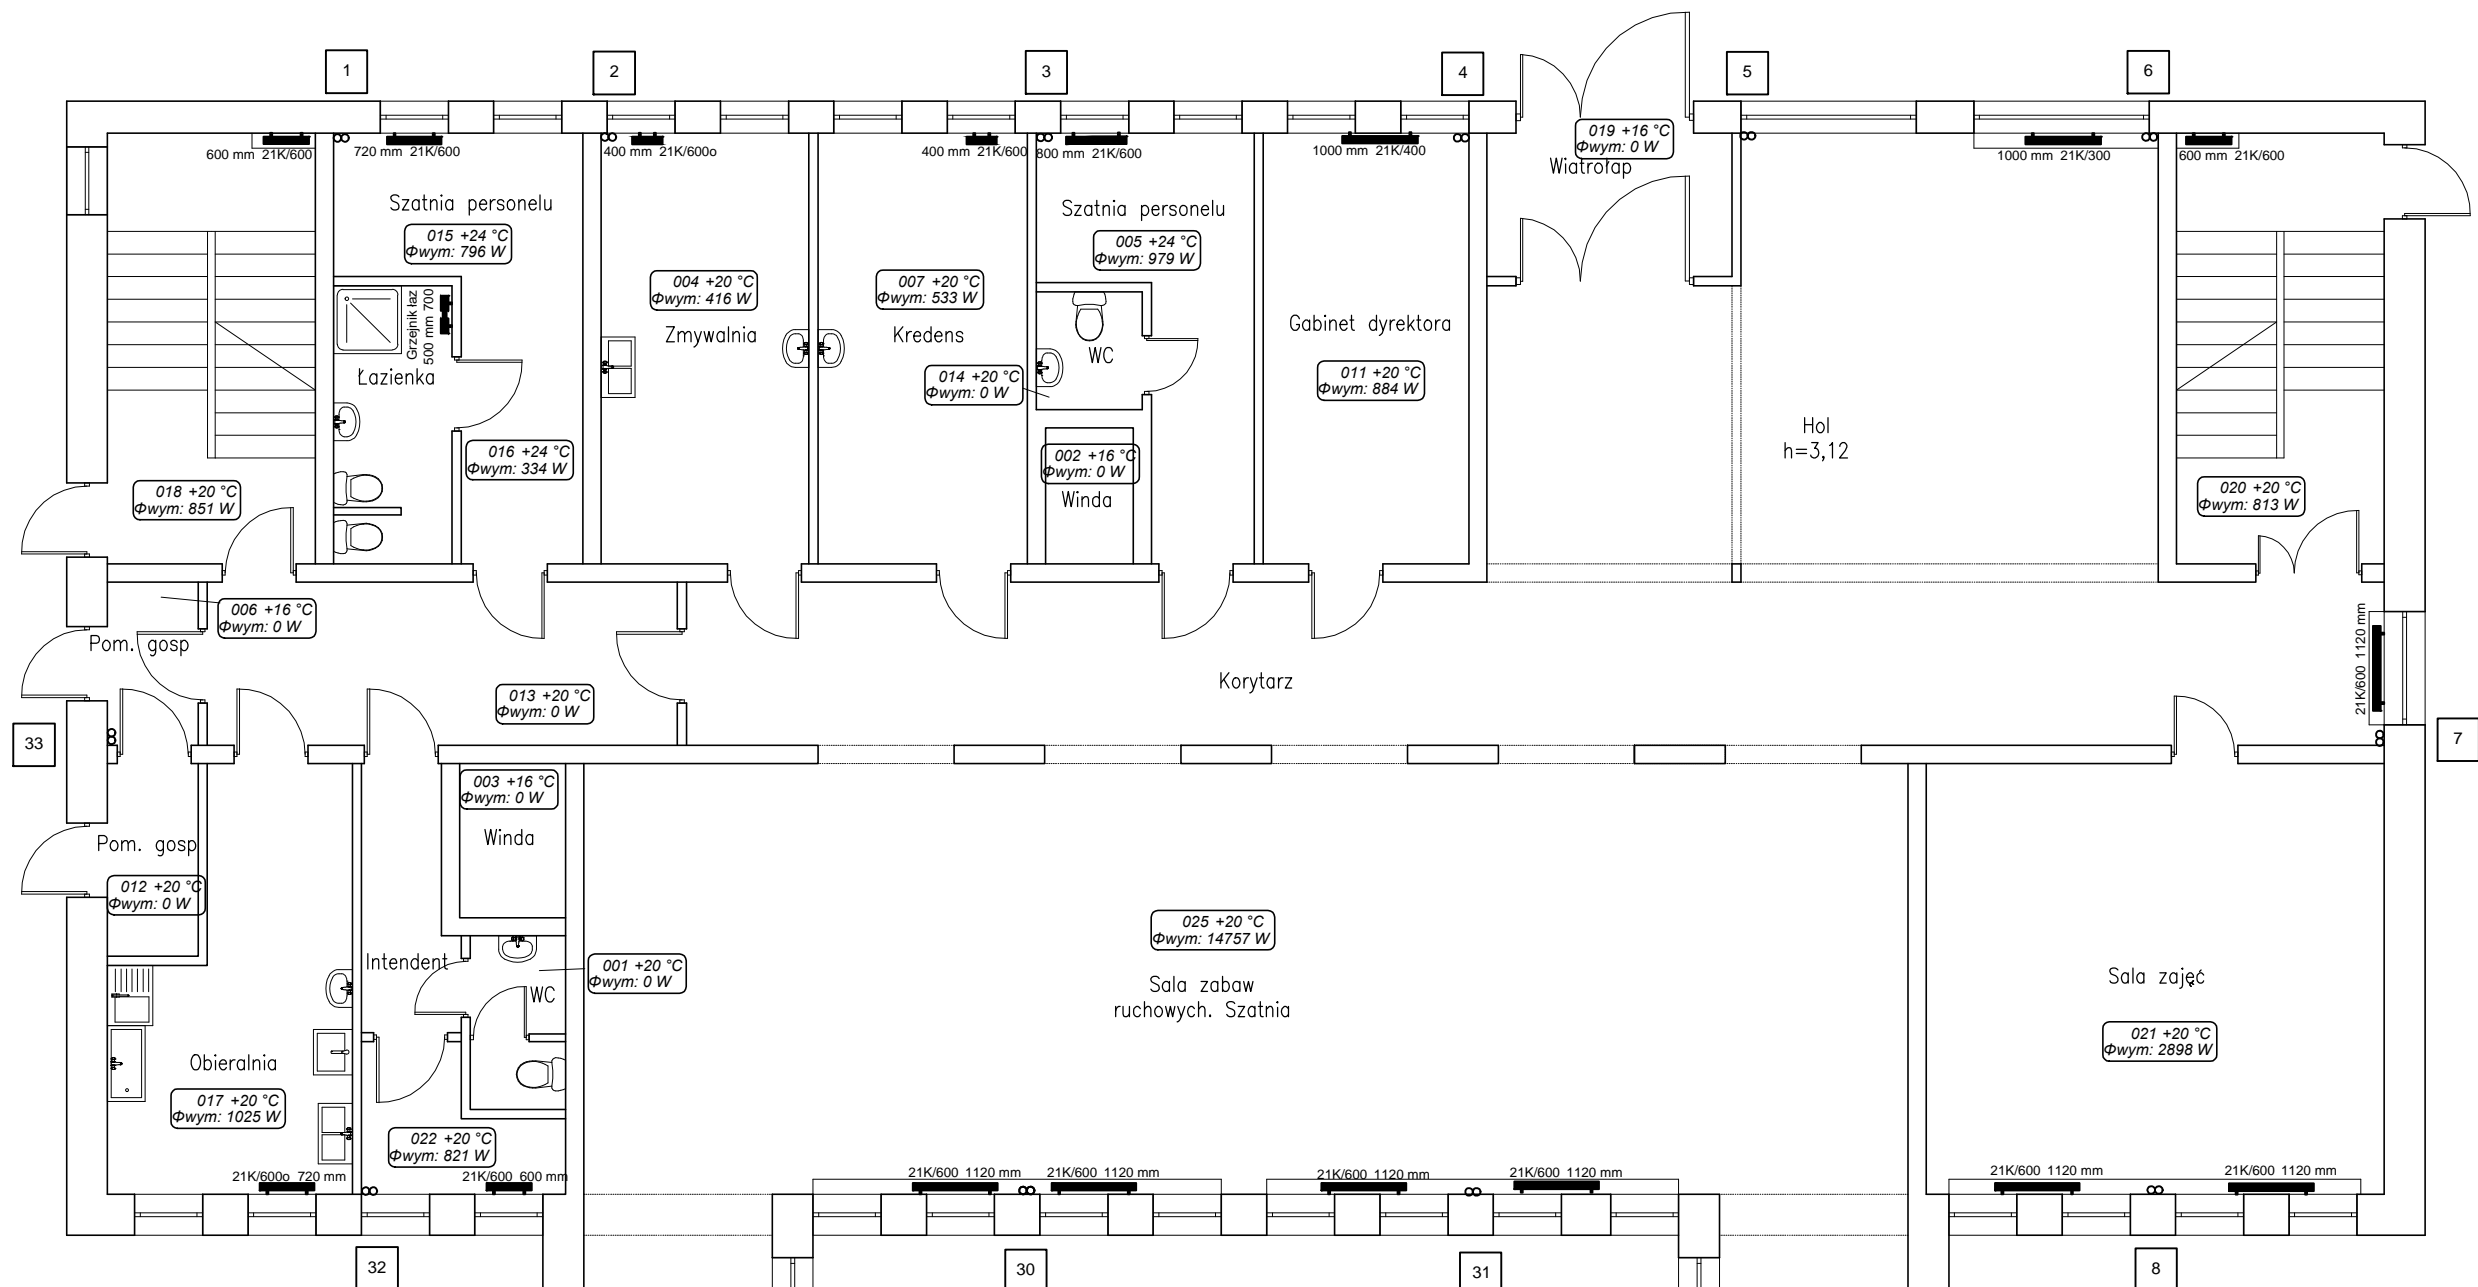 1
2
3
4
5
6
600 mm 21K/600
720 mm 21K/600
400 mm 21K/600o
400 mm 21K/600
800 mm 21K/600
1000 mm 21K/400
019 +16 °C
Φwym: 0 W
Wiatrołap
1000 mm 21K/300
600 mm 21K/600
Szatnia personelu
015 +24 °C
Φwym: 796 W
Szatnia personelu
005 +24 °C
Φwym: 979 W
004 +20 °C
Φwym: 416 W
Zmywalnia
007 +20 °C
Φwym: 533 W
Kredens
Grzejnik łaz
500 mm 700
Łazienka
WC
014 +20 °C
Φwym: 0 W
Gabinet dyrektora
011 +20 °C
Φwym: 884 W
Hol
h=3,12
016 +24 °C
Φwym: 334 W
002 +16 °C
Φwym: 0 W
Winda
018 +20 °C
Φwym: 851 W
020 +20 °C
Φwym: 813 W
006 +16 °C
Φwym: 0 W
Pom. gosp
013 +20 °C
Φwym: 0 W
Korytarz
21K/600 1120 mm
33
7
003 +16 °C
Φwym: 0 W
Winda
Pom. gosp
012 +20 °C
Φwym: 0 W
Intendent
001 +20 °C
Φwym: 0 W
WC
025 +20 °C
Φwym: 14757 W
Sala zabaw
ruchowych. Szatnia
Sala zajęć
021 +20 °C
Φwym: 2898 W
Obieralnia
017 +20 °C
Φwym: 1025 W
022 +20 °C
Φwym: 821 W
21K/600o 720 mm
21K/600 600 mm
21K/600 1120 mm
21K/600 1120 mm
21K/600 1120 mm
21K/600 1120 mm
21K/600 1120 mm
21K/600 1120 mm
32
30
31
8